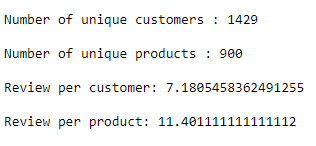 Number of unique customers : 1429
Number of unique products : 900
Review per customer: 7.1805458362491255
Review per product: 11.401111111111112